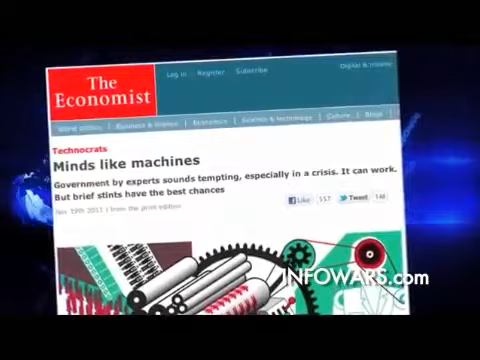 The
Economist
Log in Register Subscribe
Digital & mobile
World politics Business & finance Economics Science & technology Culture Blogs
Technocrats
Minds like machines
Government by experts sounds tempting, especially in a crisis. It can work.
But brief stints have the best chances
Nov 19th 2011 | from the print edition
Like 557 Tweet 146
INFOWARS.com